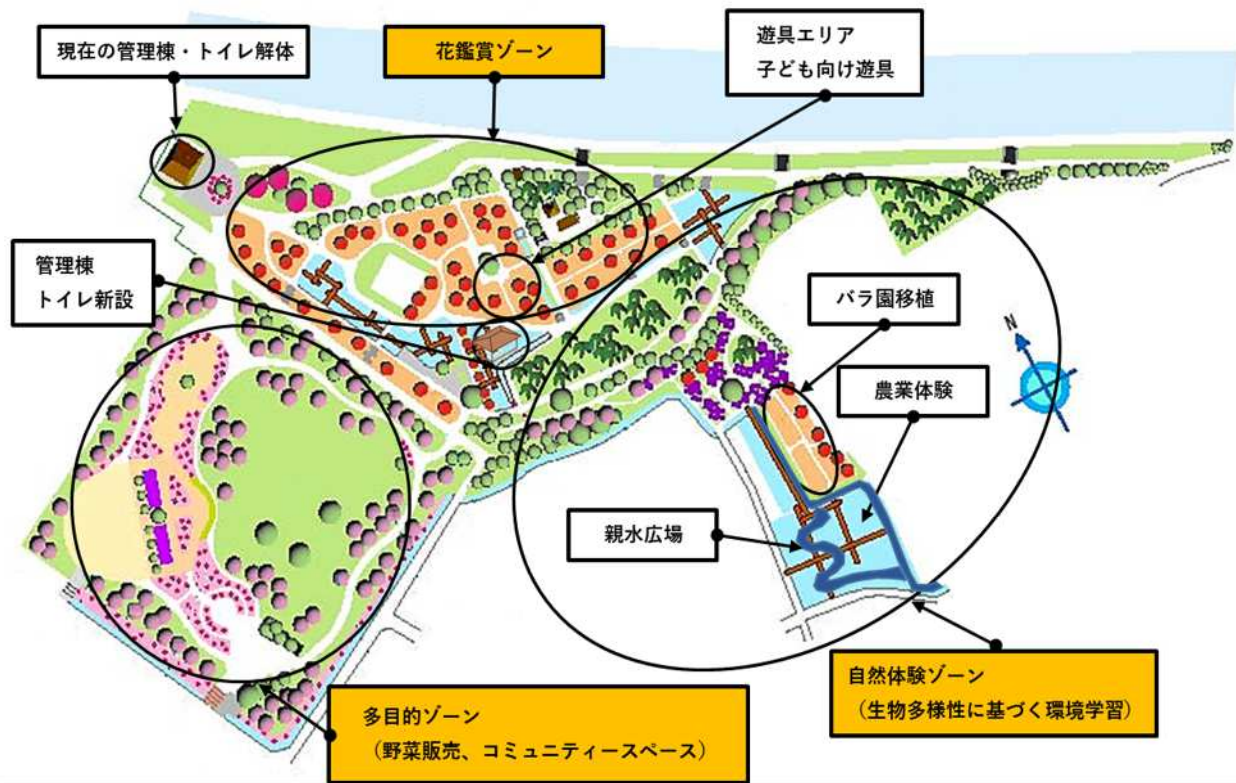 現在の管理棟・トイレ解体
花鑑賞ゾーン
遊具エリア
子ども向け遊具
管理棟
トイレ新設
バラ園移植
N
農業体験
親水広場
自然体験ゾーン
（生物多様性に基づく環境学習）
多目的ゾーン
（野菜販売、コミュニティースペース）